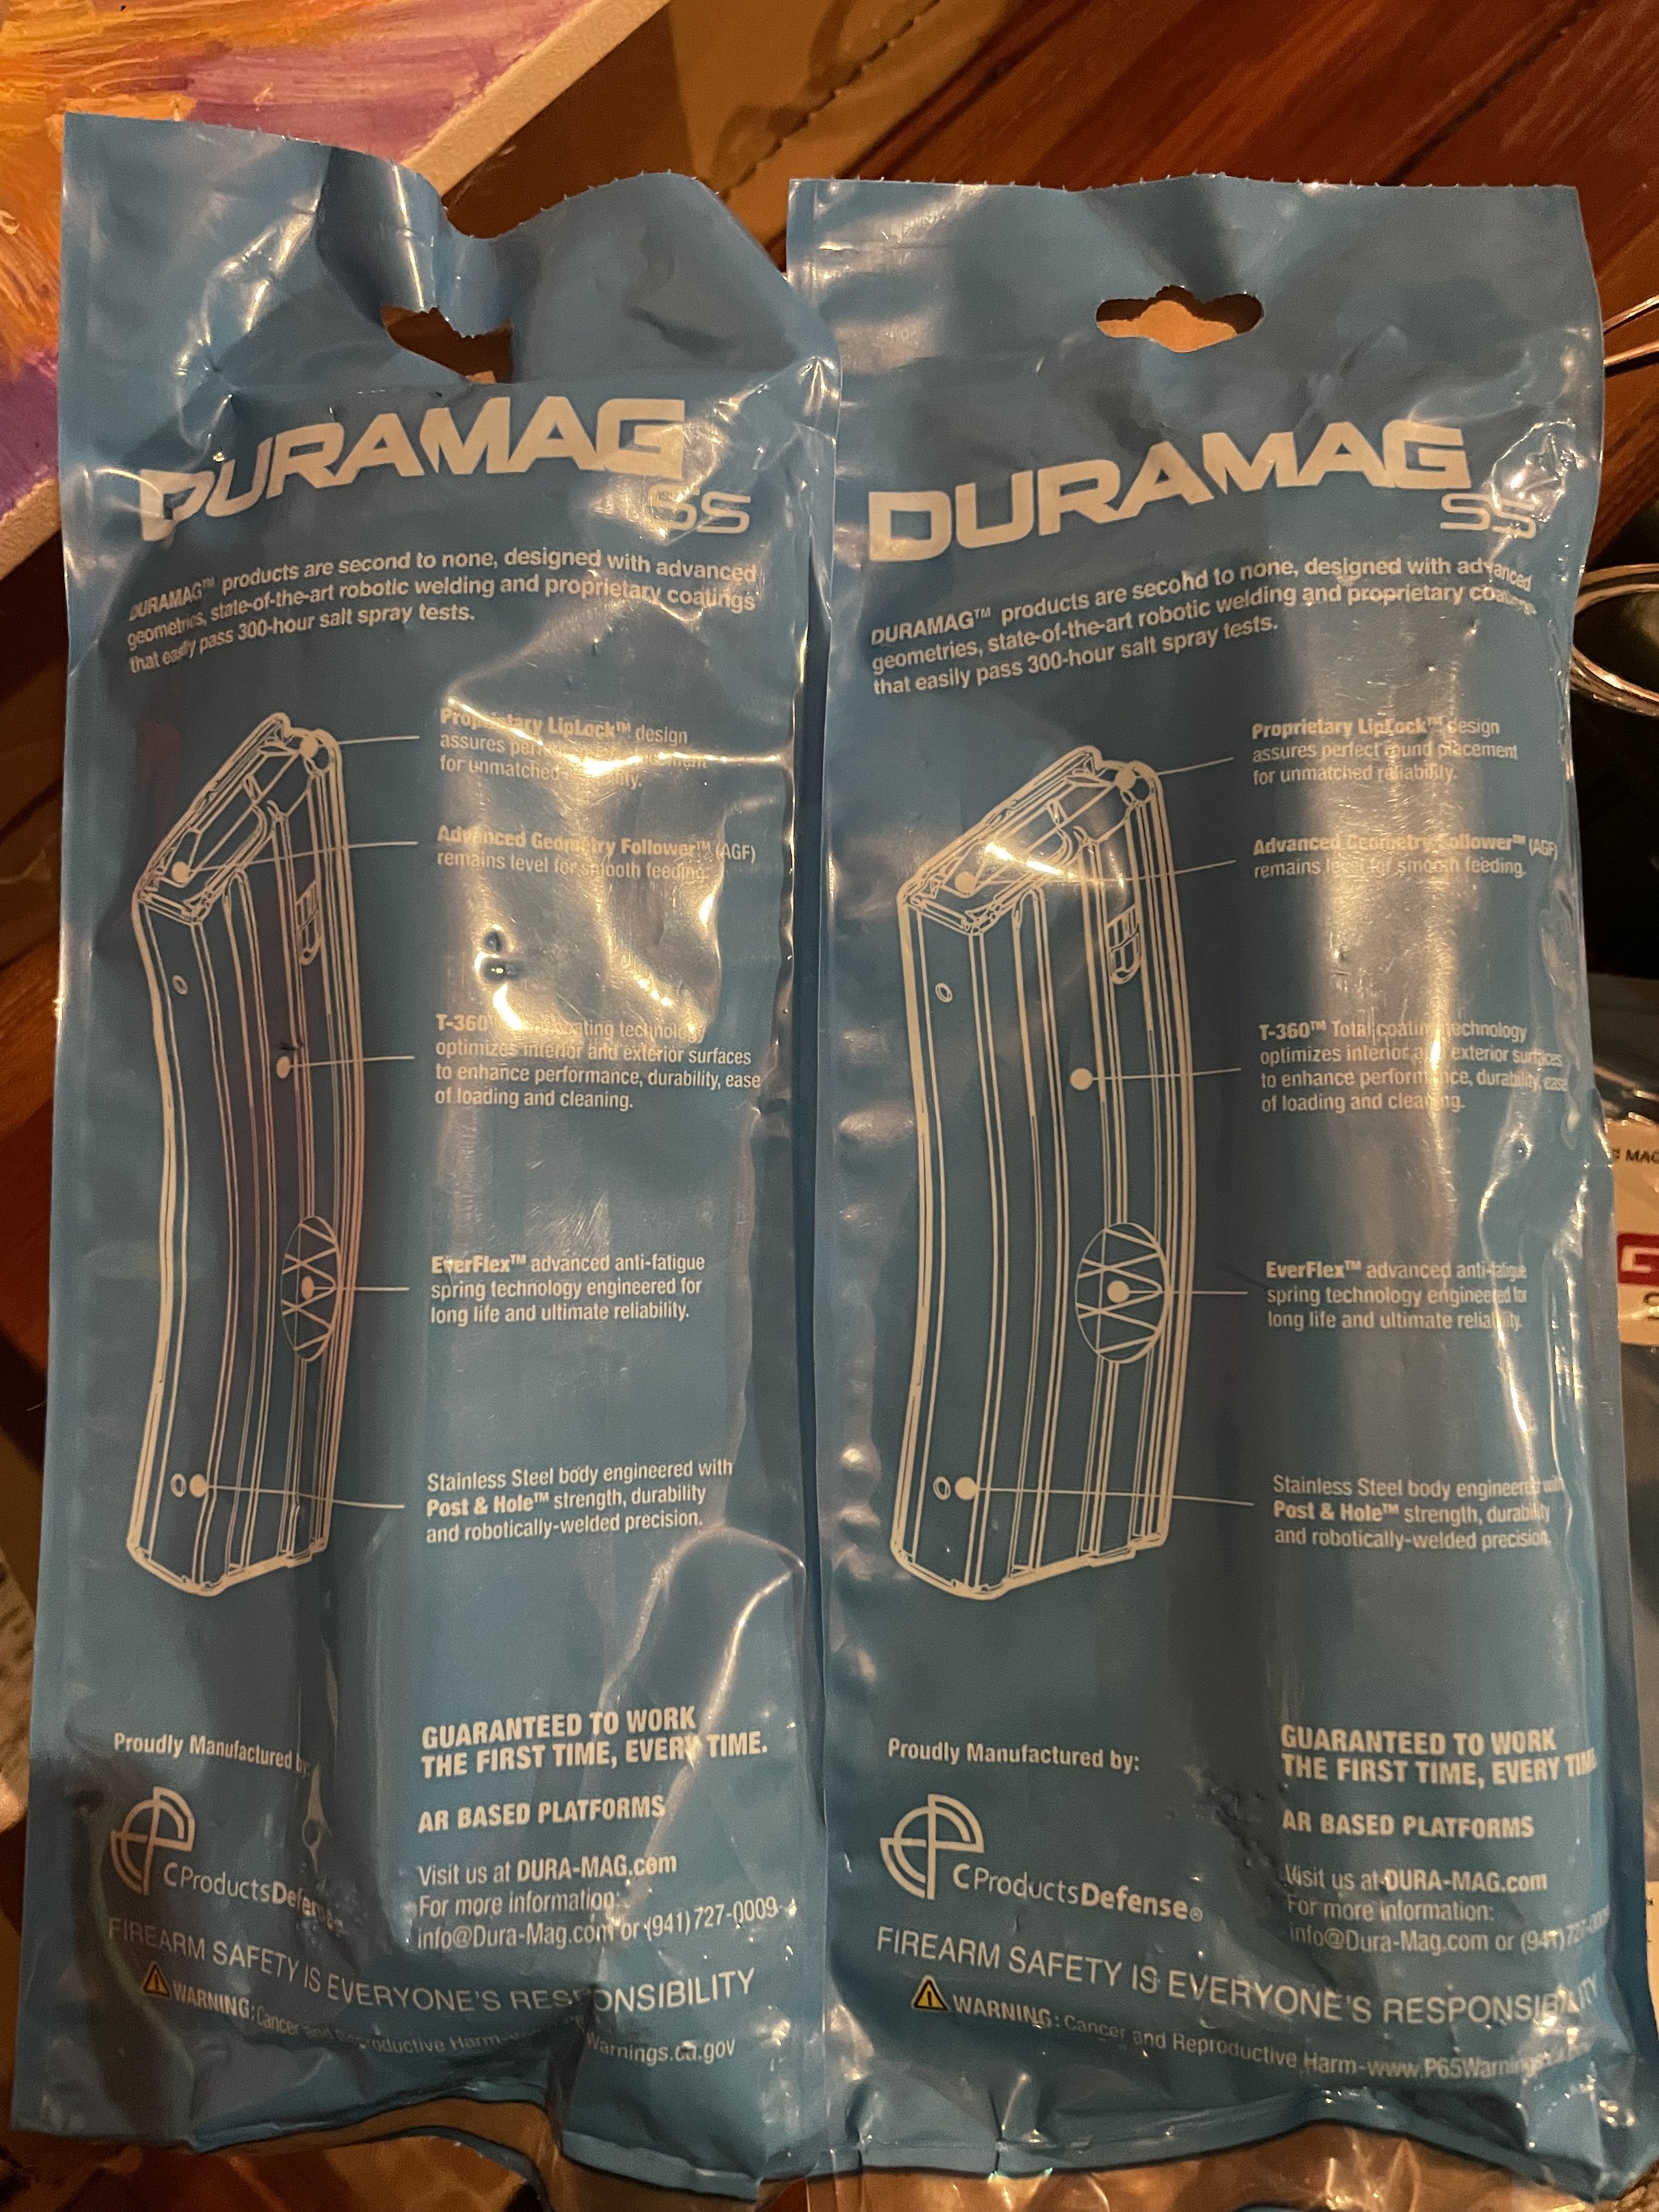 DURAMAG
SS
DURAMAG™ products are second to none, designed with advanced
geometries, state-of-the-art robotic welding and proprietary coatings
that easily pass 300-hour salt spray tests.
Proprietary LipLock™ design
assures
for unmatched
Advanced Geometry Follower™ (AGF)
remains level for smooth feeding.
T-360 coating technology
optimizes interior and exterior surfaces
to enhance performance, durability, ease
of loading and cleaning.
EverFlex™ advanced anti-fatigue
spring technology engineered for
long life and ultimate reliability.
Stainless Steel body engineered with
Post & Hole™ strength, durability
and robotically-welded precision.
Proudly Manufactured by:
CProductsDefense
GUARANTEED TO WORK
THE FIRST TIME, EVERY TIME.
AR BASED PLATFORMS
Visit us at DURA-MAG.com
For more information:
info@Dura-Mag.com or (941) 727-0009
FIREARM SAFETY IS EVERYONE'S RESPONSIBILITY
WARNING: Cancer and Reproductive Harm Warnings.ca.gov
DURAMAG
SS
DURAMAG™ products are second to none, designed with advanced
geometries, state-of-the-art robotic welding and proprietary coatings
that easily pass 300-hour salt spray tests.
Proprietary LipLock™ design
assures perfect round placement
for unmatched reliability.
Advanced Geometry Follower™ (AGF)
remains level for smooth feeding.
T-360™ Total coating technology
optimizes interior and exterior surfaces
to enhance performance, durability, ease
of loading and cleaning.
EverFlex™ advanced anti-fatigue
spring technology engineered for
long life and ultimate reliability.
Stainless Steel body engineered with
Post & Hole™ strength, durability
and robotically-welded precision.
Proudly Manufactured by:
CProductsDefense®
GUARANTEED TO WORK
THE FIRST TIME, EVERY TIME
AR BASED PLATFORMS
Visit us at DURA-MAG.com
For more information:
info@Dura-Mag.com or (941)
FIREARM SAFETY IS EVERYONE'S RESPONSIBILITY
WARNING: Cancer and Reproductive Harm-www.P65Warnings
MAG